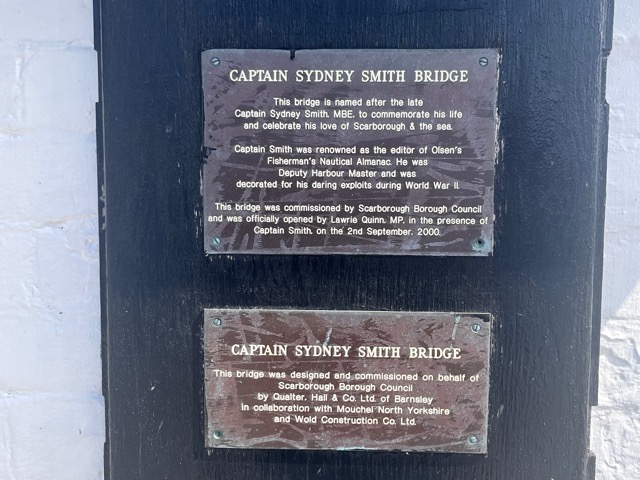 CAPTAIN SYDNEY SMITH BRIDGE
This bridge is named after the late
Captain Sydney Smith, MBE, to commemorate his life
and celebrate his love of Scarborough & the sea.
Captain Smith was renowned as the editor of Olsen's
Fisherman's Nautical Almanac. He was
Deputy Harbour Master and was
decorated for his daring exploits during World War II.
This bridge was commissioned by Scarborough Borough Council
and was officially opened by Lawrie Quinn, MP, in the presence of
Captain Smith, on the 2nd September, 2000.
CAPTAIN SYDNEY SMITH BRIDGE
This bridge was designed and commissioned on behalf of
Scarborough Borough Council
by Qualter, Hall & Co. Ltd. of Barnsley
in collaboration with Mouchel North Yorkshire
and Wold Construction Co. Ltd.